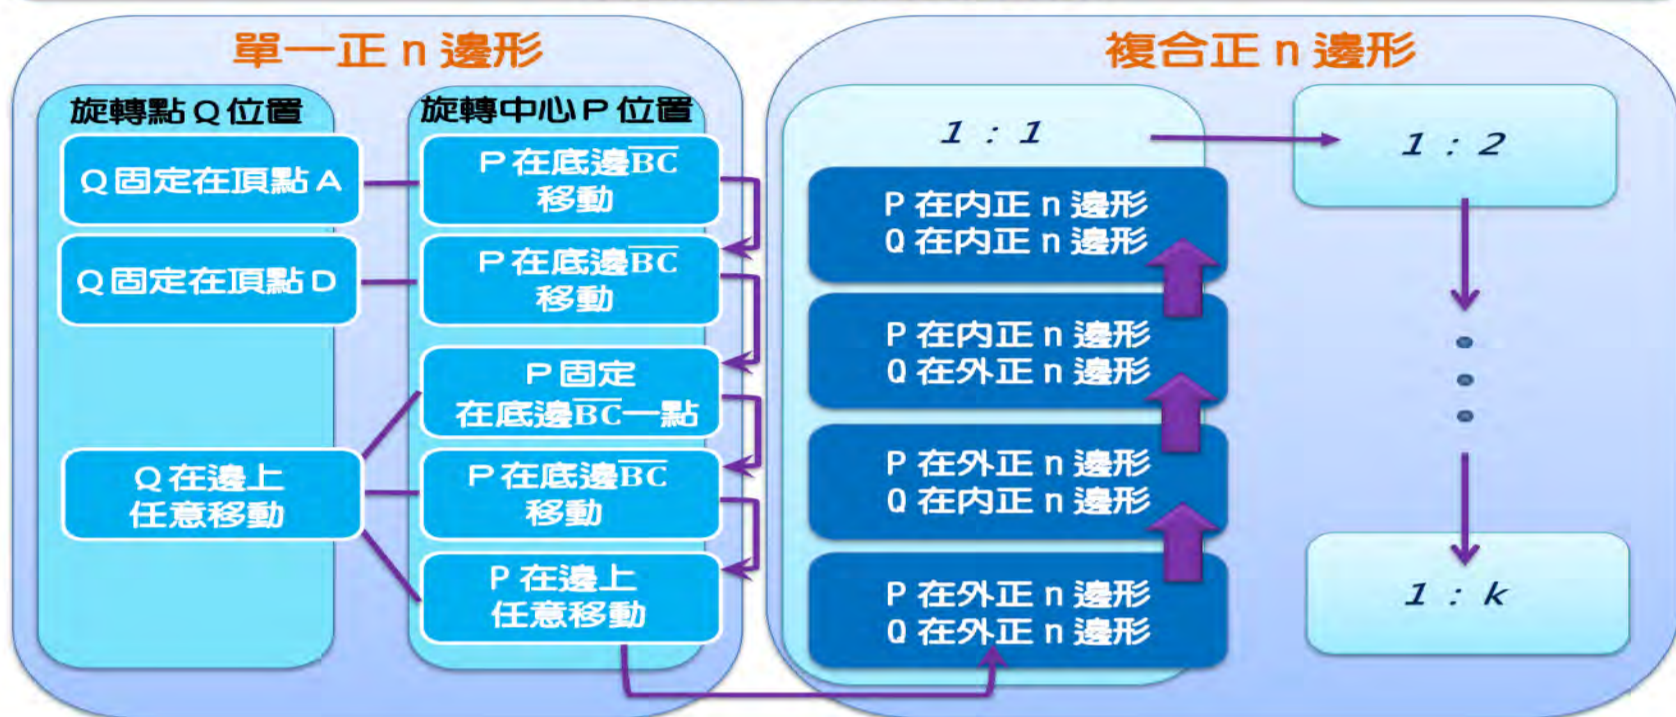 單一正 n 邊形
旋轉點 Q 位置
旋轉中心 P 位置
Q 固定在頂點 A
P 在底邊B̅C̅
移動
Q 固定在頂點 D
P 在底邊B̅C̅
移動
P 固定
在底邊B̅C̅一點
Q 在邊上
任意移動
P 在底邊B̅C̅
移動
P 在邊上
任意移動
複合正 n 邊形
1 : 1
P 在內正 n 邊形
Q 在內正 n 邊形
P 在內正 n 邊形
Q 在外正 n 邊形
P 在外正 n 邊形
Q 在內正 n 邊形
P 在外正 n 邊形
Q 在外正 n 邊形
1 : 2
1 : k